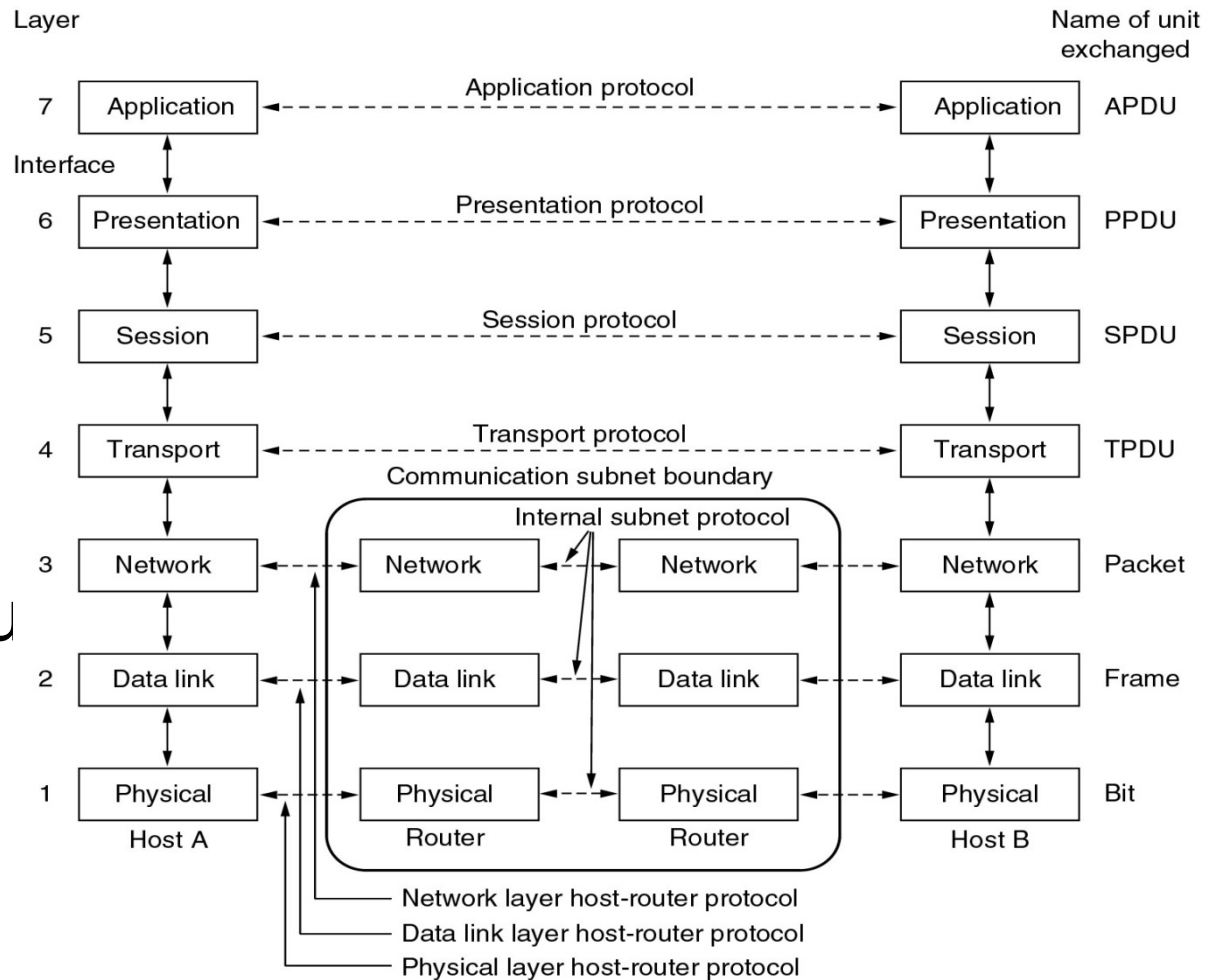 Layer
Name of unit
exchanged
7
Application
Application protocol
Application
APDU
Interface
6
Presentation
Presentation protocol
Presentation
PPDU
5
Session
Session protocol
Session
SPDU
4
Transport
Transport protocol
Transport
TPDU
Communication subnet boundary
Internal subnet protocol
3
Network
Network
Network
Network
Packet
2
Data link
Data link
Data link
Data link
Frame
1
Physical
Physical
Physical
Physical
Bit
Host A
Router
Router
Host B
Network layer host-router protocol
Data link layer host-router protocol
Physical layer host-router protocol